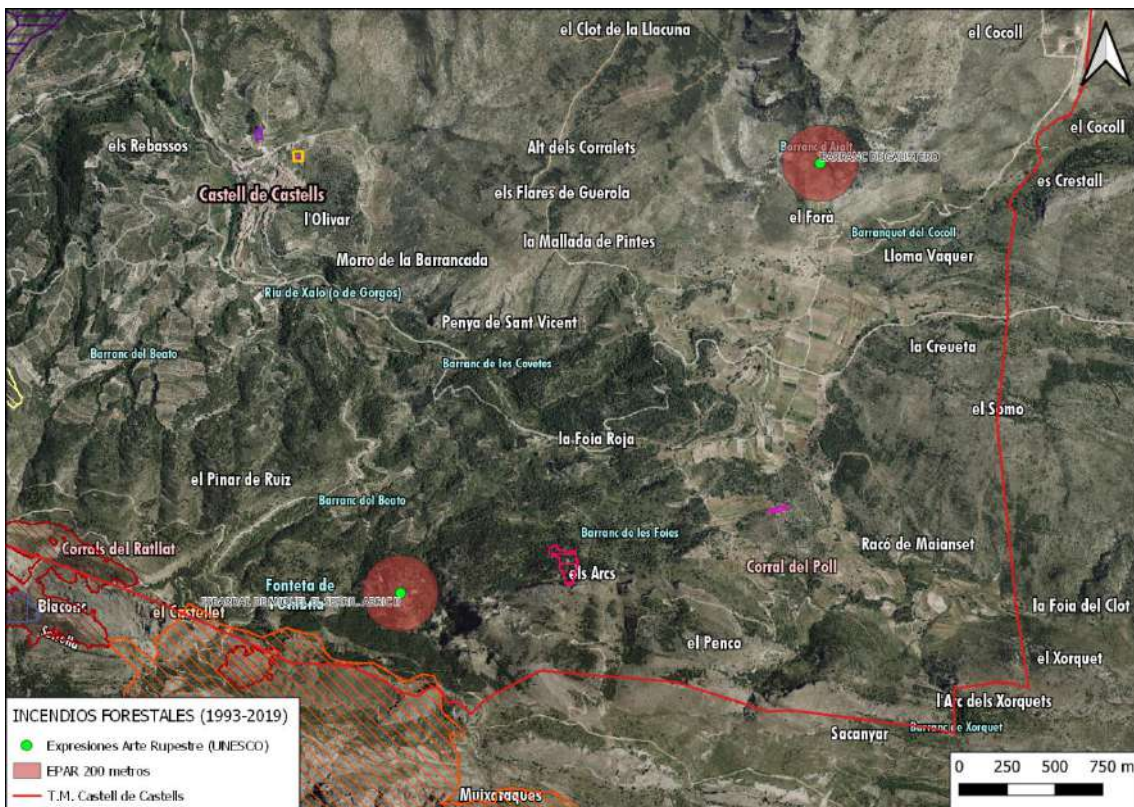 el Clot de la Llacuna
el Cocoll
el Cocoll
els Rebassos
Alt dels Corralets
Barranc d'Aialt
es Crestall
Castell de Castells
els Flares de Guerola
l'Olivar
el Forà
la Mallada de Pintes
Barranquet del Cocoll
Morro de la Barrancada
Lloma Vaquer
Riu de Xaló (o de Gorgos)
Penya de Sant Vicent
la Creueta
Barranc del Beato
Barranc de les Covetes
el Somo
la Foia Roja
el Pinar de Ruiz
Barranc del Beato
Barranc de les Foies
Corrals del Ratllat
Racó de Maianset
els Arcs
Corral del Poll
Fonteta de
el Castellet
la Foia del Clot
el Penco
el Xorquet
l'Arc dels Xorquets
Sacanyar
Barranc de Xorquet
Muixaraques
INCENDIOS FORESTALES (1993-2019)
Expresiones Arte Rupestre (UNESCO)
EPAR 200 metros
T.M. Castell de Castells
0 250 500 750 m